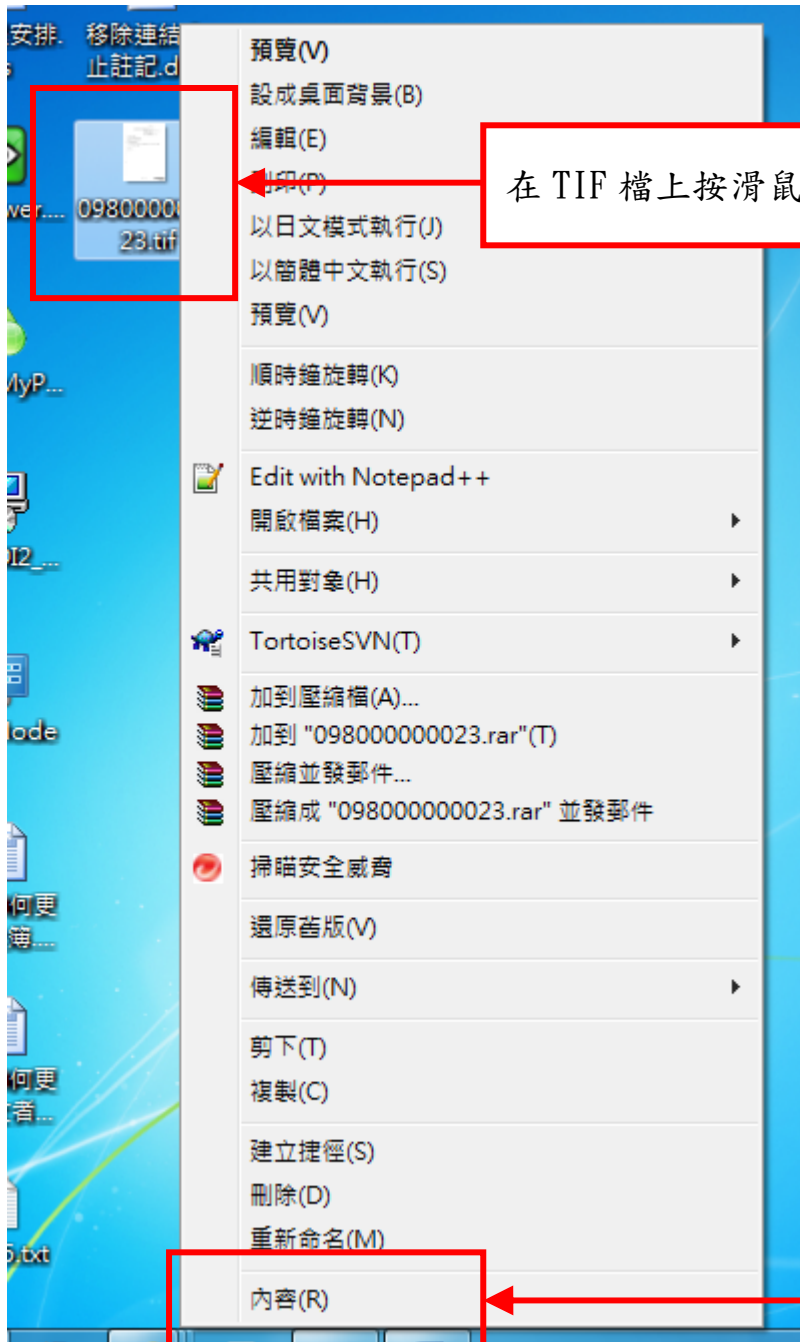 安排.
移除連結
止註記.d
預覽(V)
設成桌面背景(B)
編輯(E)
列印(P)
在 TIF 檔上按滑鼠
以日文模式執行(J)
23.tif
以簡體中文執行(S)
預覽(V)
順時鐘旋轉(K)
MyP...
逆時鐘旋轉(N)
Edit with Notepad++
開啟檔案(H)
共用對象(H)
TortoiseSVN(T)
加到壓縮檔(A)...
加到 "098000000023.rar"(T)
壓縮並發郵件...
壓縮成 "098000000023.rar" 並發郵件
掃瞄安全威脅
何更
簿....
還原舊版(V)
傳送到(N)
剪下(T)
何更
者...
複製(C)
建立捷徑(S)
刪除(D)
重新命名(M)
內容(R)